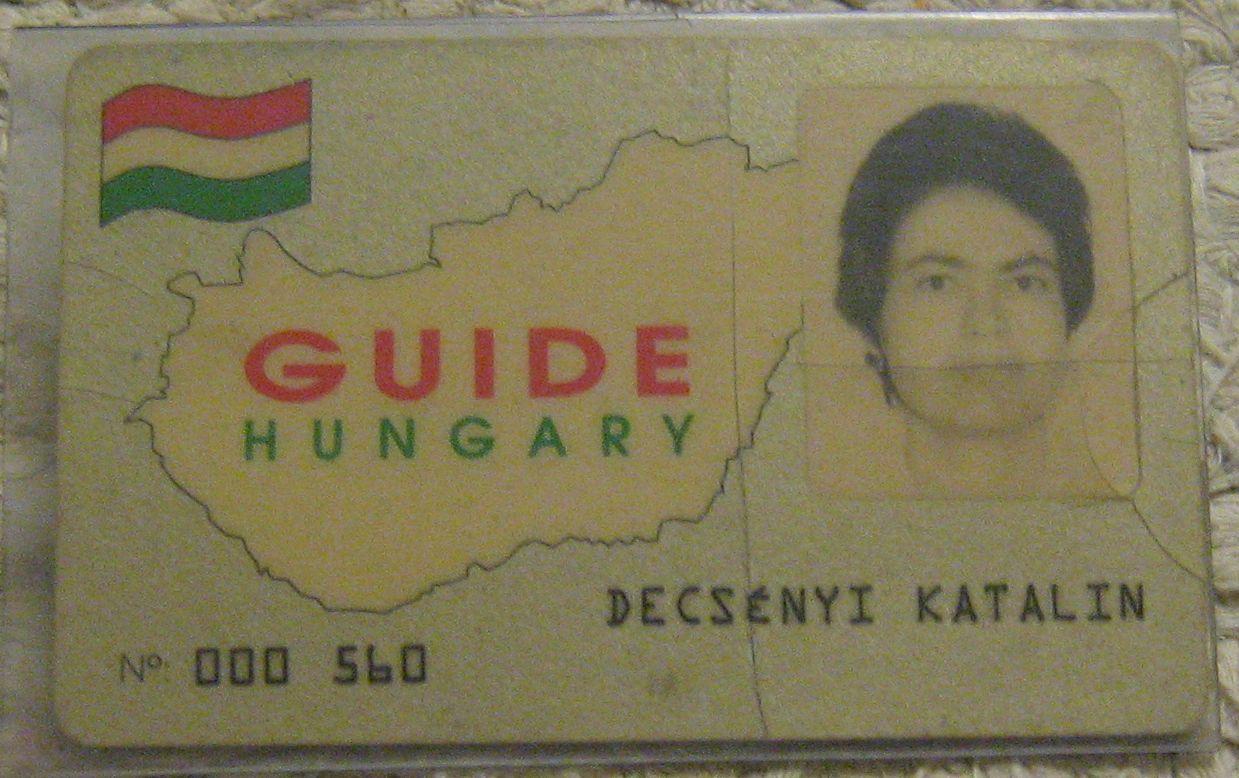 GUIDE
HUNGARY
DECSÉNYI KATALIN
Nº: 000 560